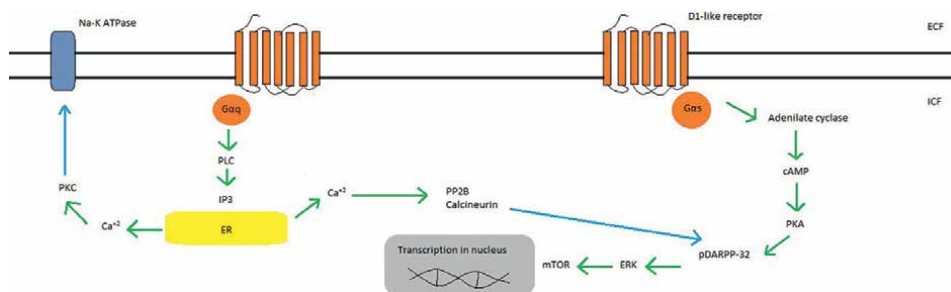 Na-K ATPase
D1-like receptor
ECF
ICF
Gαq
Gαs
Adenilate cyclase
PLC
cAMP
PKC
IP3
Ca⁺²
PP2B
Calcineurin
PKA
Ca⁺²
ER
Transcription in nucleus
mTOR
ERK
pDARPP-32